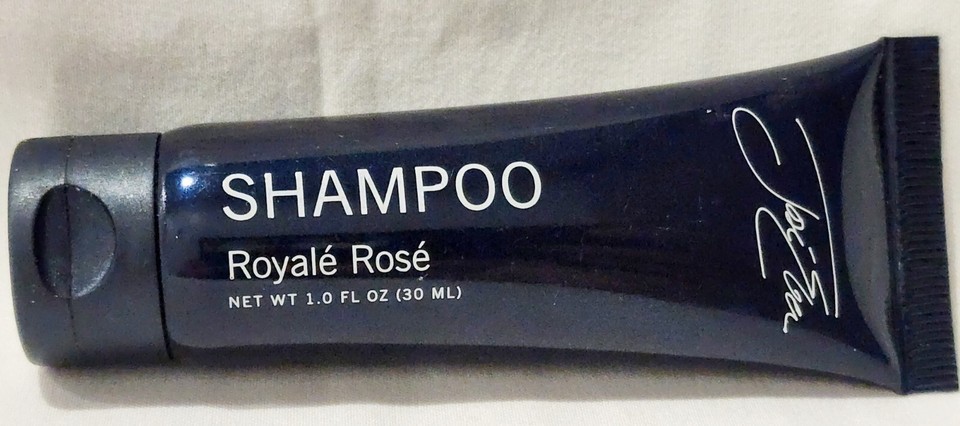 SHAMPOO
Royalé Rosé
NET WT 1.0 FL OZ (30 ML)